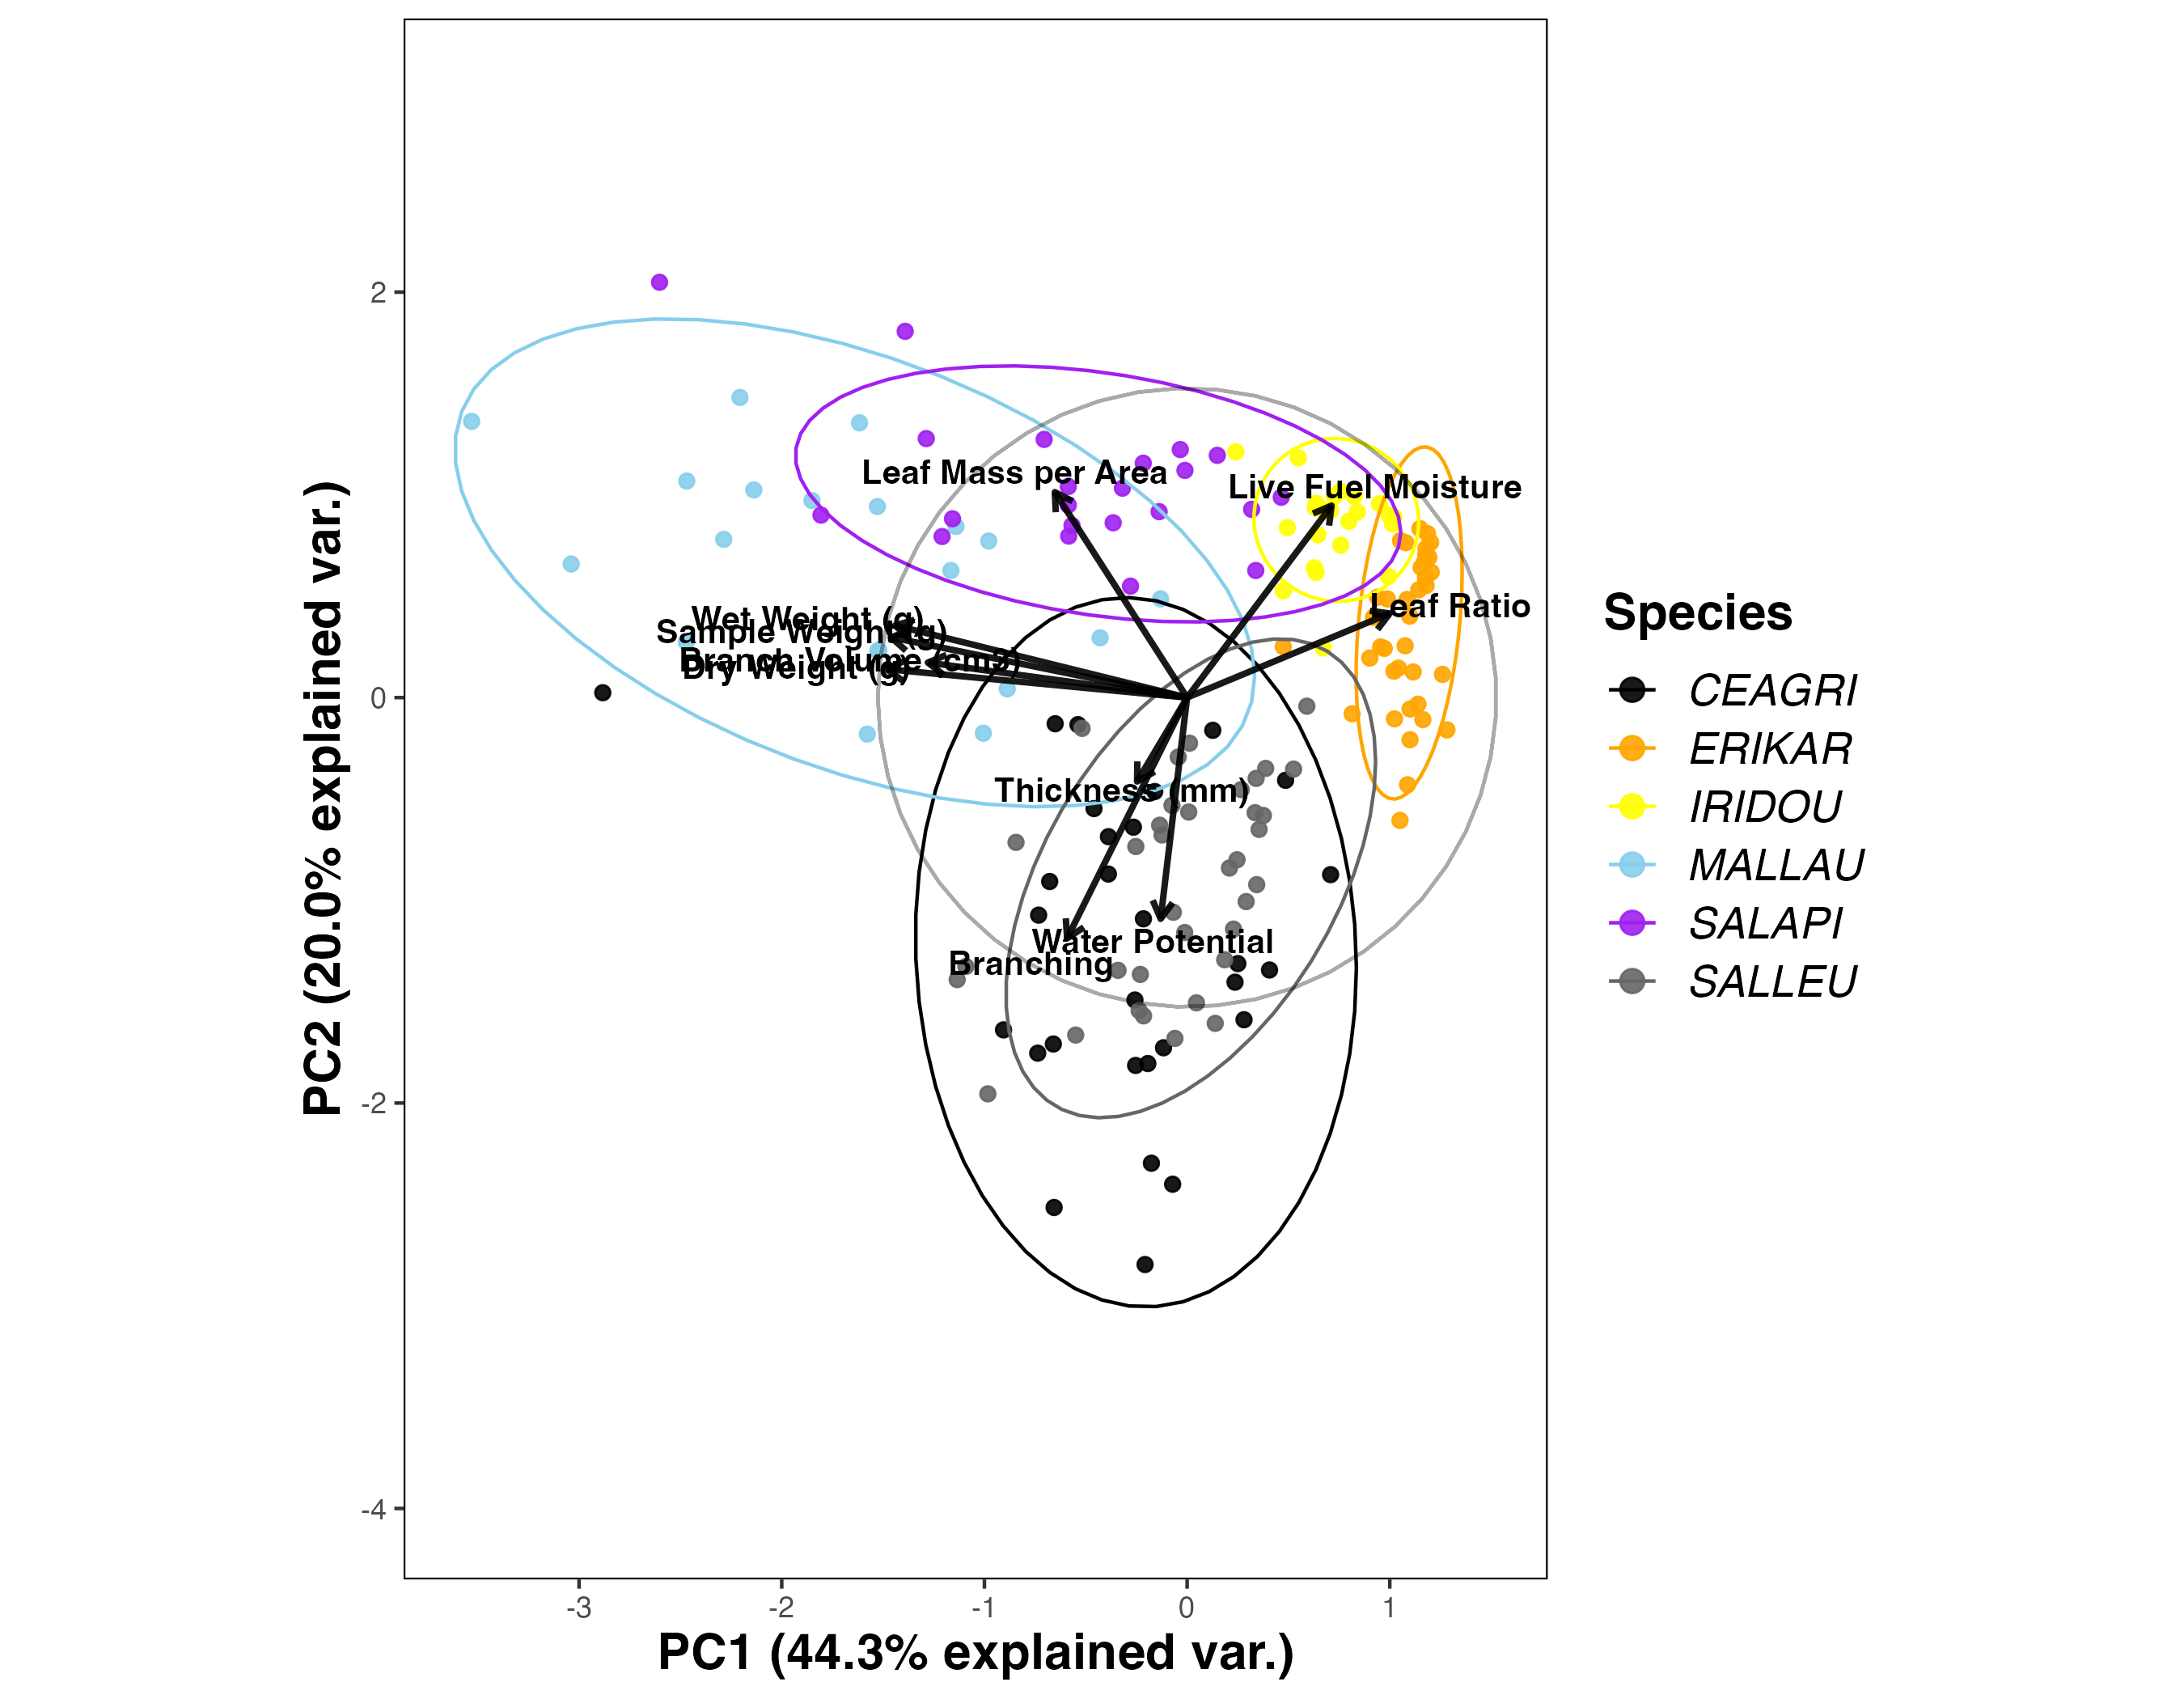 PC2 (20.0% explained var.)
2
0
-2
-4
Leaf Mass per Area
Live Fuel Moisture
Leaf Ratio
Wet Weight (g)
Sample Weight (g)
Branch Volume (cm3)
Dry Weight (g)
Thickness (mm)
Water Potential
Branching
-3
-2
-1
0
1
PC1 (44.3% explained var.)
Species
CEAGRI
ERIKAR
IRIDOU
MALLAU
SALAPI
SALLEU